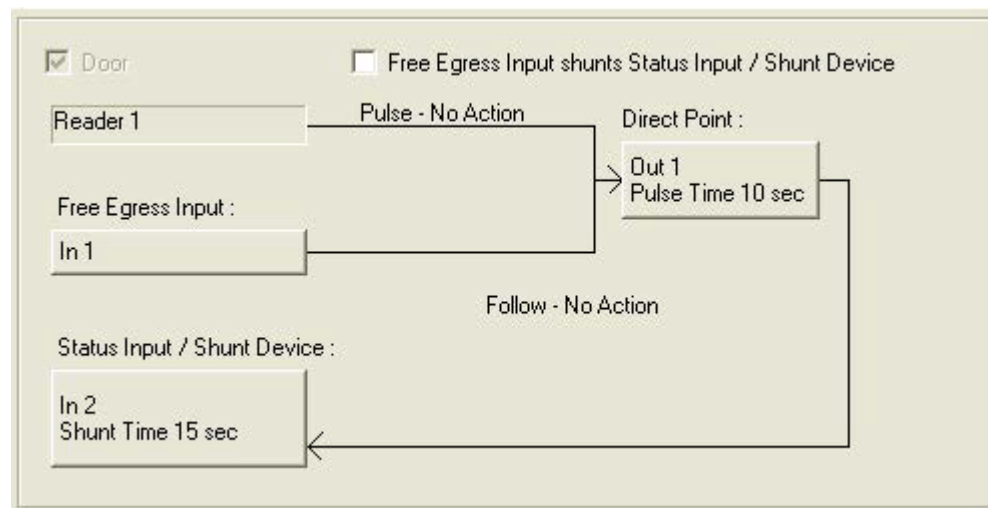 Door
Free Egress Input shunts Status Input / Shunt Device
Reader 1
Pulse - No Action
Direct Point :
Out 1
Pulse Time 10 sec
Free Egress Input :
In 1
Follow - No Action
Status Input / Shunt Device :
In 2
Shunt Time 15 sec